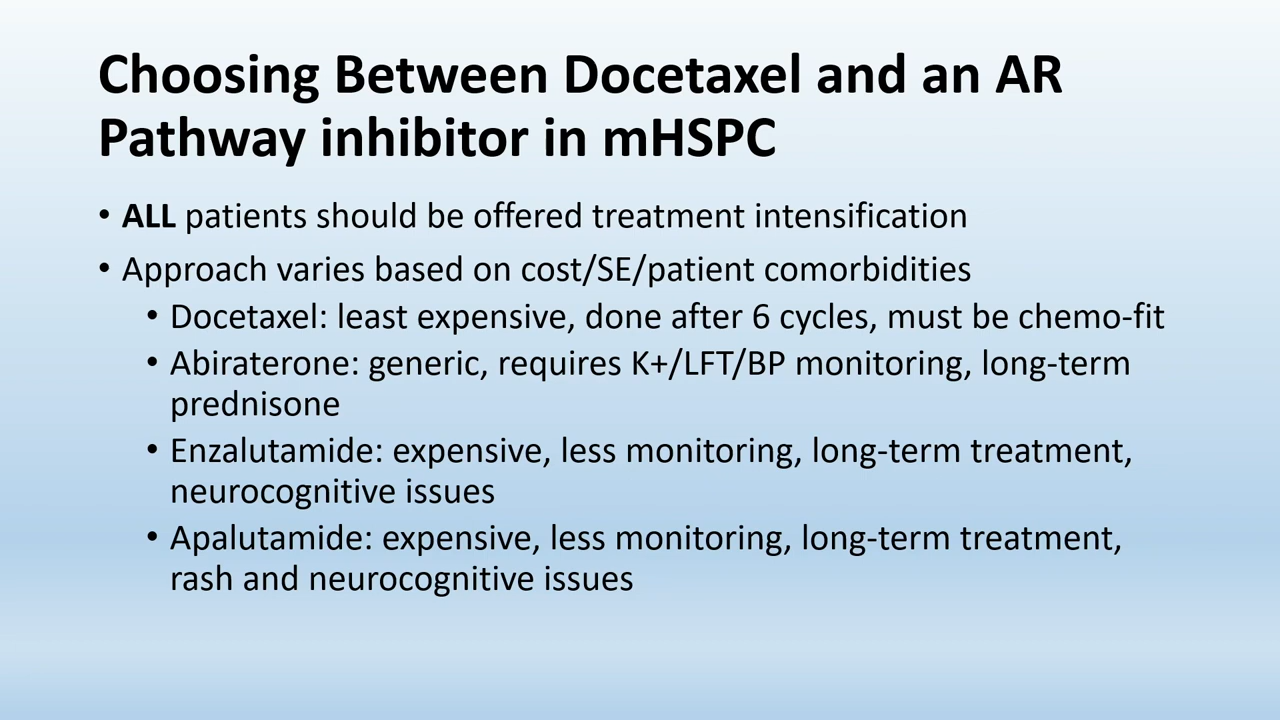 Choosing Between Docetaxel and an AR
Pathway inhibitor in mHSPC
• ALL patients should be offered treatment intensification
• Approach varies based on cost/SE/patient comorbidities
• Docetaxel: least expensive, done after 6 cycles, must be chemo-fit
• Abiraterone: generic, requires K+/LFT/BP monitoring, long-term
prednisone
• Enzalutamide: expensive, less monitoring, long-term treatment,
neurocognitive issues
• Apalutamide: expensive, less monitoring, long-term treatment,
rash and neurocognitive issues